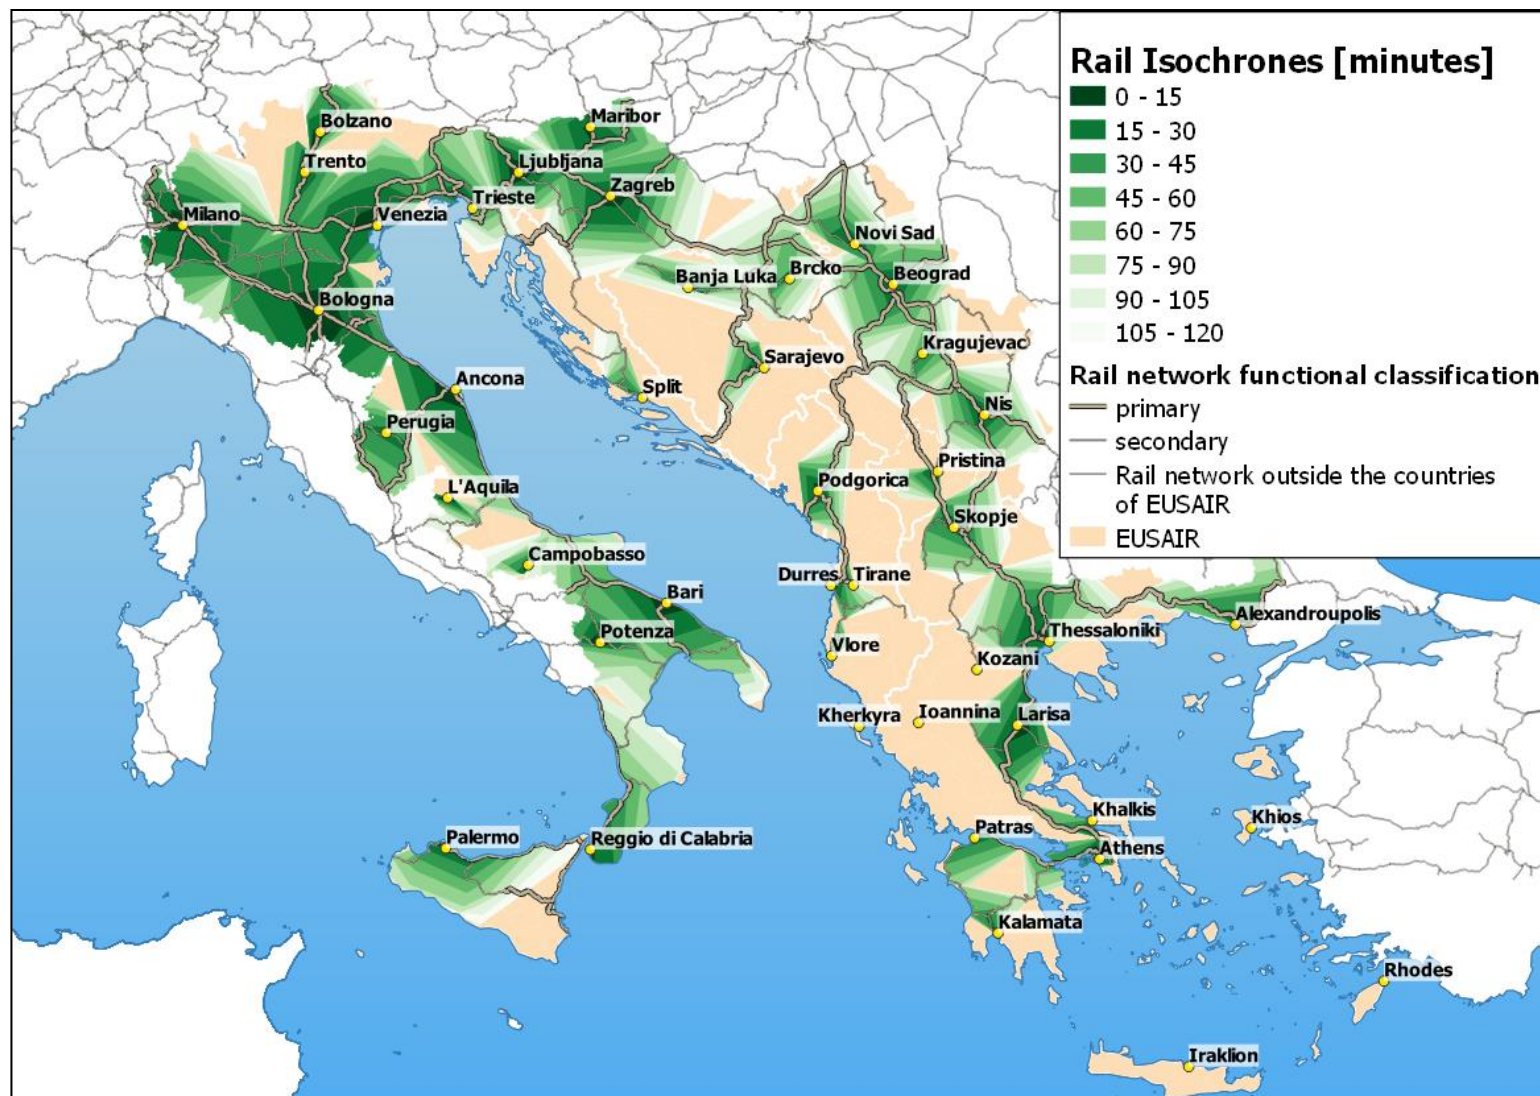 Rail Isochrones [minutes]
0 - 15
15 - 30
30 - 45
45 - 60
60 - 75
75 - 90
90 - 105
105 - 120
Rail network functional classification
primary
secondary
Rail network outside the countries
of EUSAIR
EUSAIR
Maribor
Bolzano
Trento
Ljubljana
Zagreb
Trieste
Milano
Venezia
Novi Sad
Banja Luka
Brcko
Beograd
Bologna
Kragujevac
Sarajevo
Ancona
Split
Nis
Perugia
Pristina
L'Aquila
Podgorica
Skopje
Campobasso
Durres
Tirane
Bari
Alexandroupolis
Potenza
Thessaloniki
Vlore
Kozani
Kherkyra
Ioannina
Larisa
Khalkis
Khios
Palermo
Reggio di Calabria
Patras
Athens
Kalamata
Rhodes
Iraklion